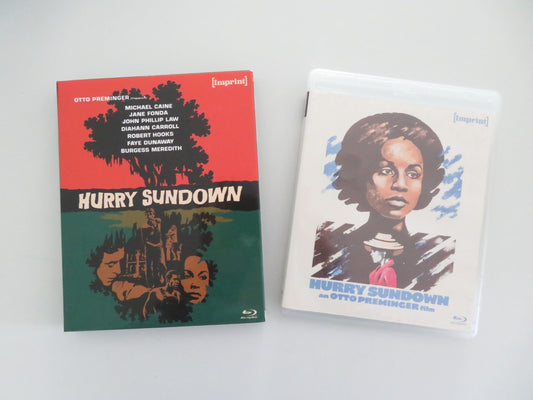 [Imprint]
OTTO PREMINGER
MICHAEL CAINE
JANE FONDA
JOHN PHILLIP LAW
DIAHANN CARROLL
ROBERT HOOKS
FAYE DUNAWAY
BURGESS MEREDITH
HURRY SUNDOWN
[Imprint]
HURRY SUNDOWN
an OTTO PREMINGER film